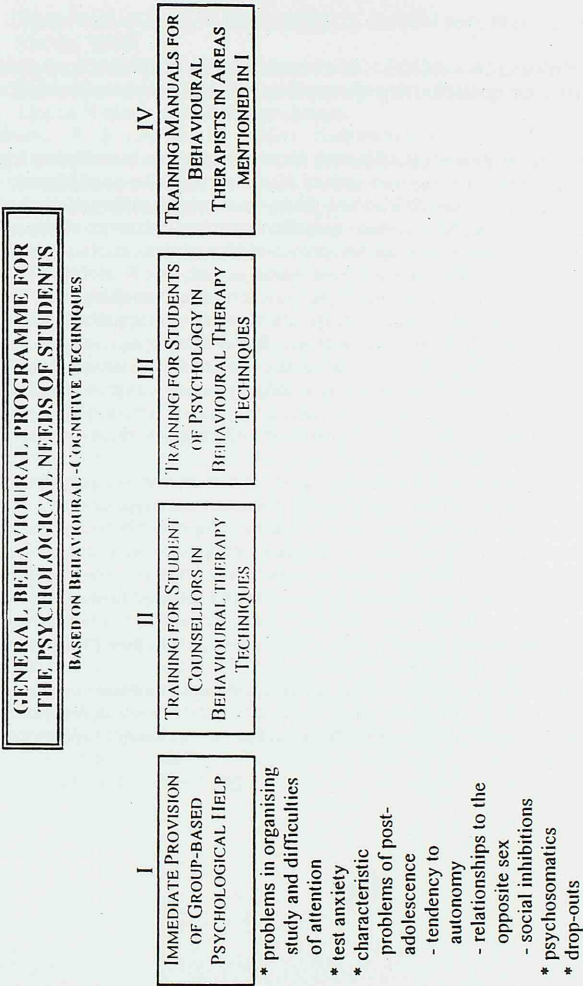 GENERAL BEHAVIOURAL PROGRAMME FOR
THE PSYCHOLOGICAL NEEDS OF STUDENTS
BASED ON BEHAVIOURAL-COGNITIVE TECHNIQUES
I
IMMEDIATE PROVISION
OF GROUP-BASED
PSYCHOLOGICAL HELP
* problems in organising
study and difficulties
of attention
* test anxiety
* characteristic
problems of post-
adolescence
- tendency to
autonomy
- relationships to the
opposite sex
- social inhibitions
* psychosomatics
* drop-outs
II
TRAINING FOR STUDENT
COUNSELLORS IN
BEHAVIOURAL THERAPY
TECHNIQUES
III
TRAINING FOR STUDENTS
OF PSYCHOLOGY IN
BEHAVIOURAL THERAPY
TECHNIQUES
IV
TRAINING MANUALS FOR
BEHAVIOURAL
THERAPISTS IN AREAS
MENTIONED IN I